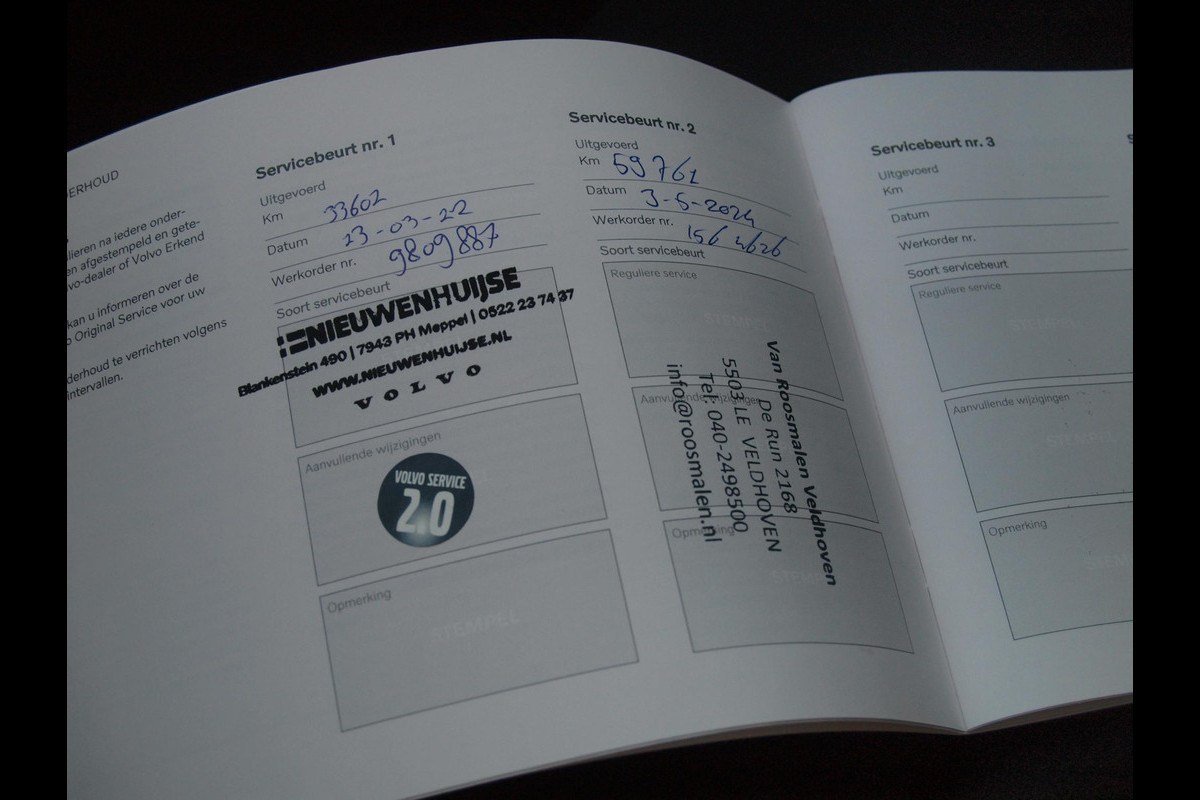 ERHOUD
lieren na iedere onder-
en afgestempeld en gete-
vo-dealer of Volvo Erkend
kan u informeren over de
o Original Service voor uw
derhoud te verrichten volgens
intervallen.
Servicebeurt nr. 1
Uitgevoerd
Km 33602
Datum 23-03-22
Werkorder nr. 9809887
Soort servicebeurt
NIEUWENHUIJSE
Blankenstein 490 | 7943 PH Meppel | 0522 23 74 37
WWW.NIEUWENHUIJSE.NL
VOLVO
Aanvullende wijzigingen
VOLVO SERVICE
2.0
Opmerking
STEMPEL
Servicebeurt nr. 2
Uitgevoerd
Km 59761
Datum 3-5-2024
Werkorder nr.
Soort servicebeurt
Reguliere service
STEMPEL
Aanvullende wijzigingen
Opmerking
STEMPEL
Van Roosmalen Veldhoven
De Run 2168
5503 LE VELDHOVEN
Tel: 040-2498500
info@roosmalen.nl
Servicebeurt nr. 3
Uitgevoerd
Km
Datum
Werkorder nr.
Soort servicebeurt
Reguliere service
STEMPEL
Aanvullende wijzigingen
STEMPEL
Opmerking
STEMPEL